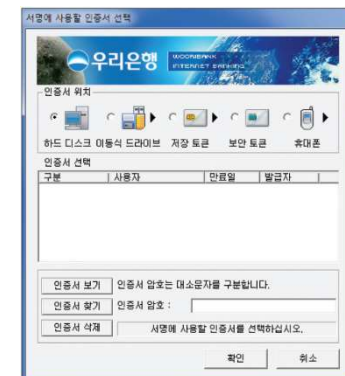 서명에 사용할 인증서 선택
우리은행
WOORIBANK
INTERNET BANKING
인증서 위치
하드 디스크 이동식 드라이브 저장 토큰 보안 토큰 휴대폰
인증서 선택
구분 사용자 만료일 발급자
인증서 보기 인증서 암호는 대소문자를 구분합니다.
인증서 찾기 인증서 암호 :
인증서 삭제 서명에 사용할 인증서를 선택하십시오.
확인 취소